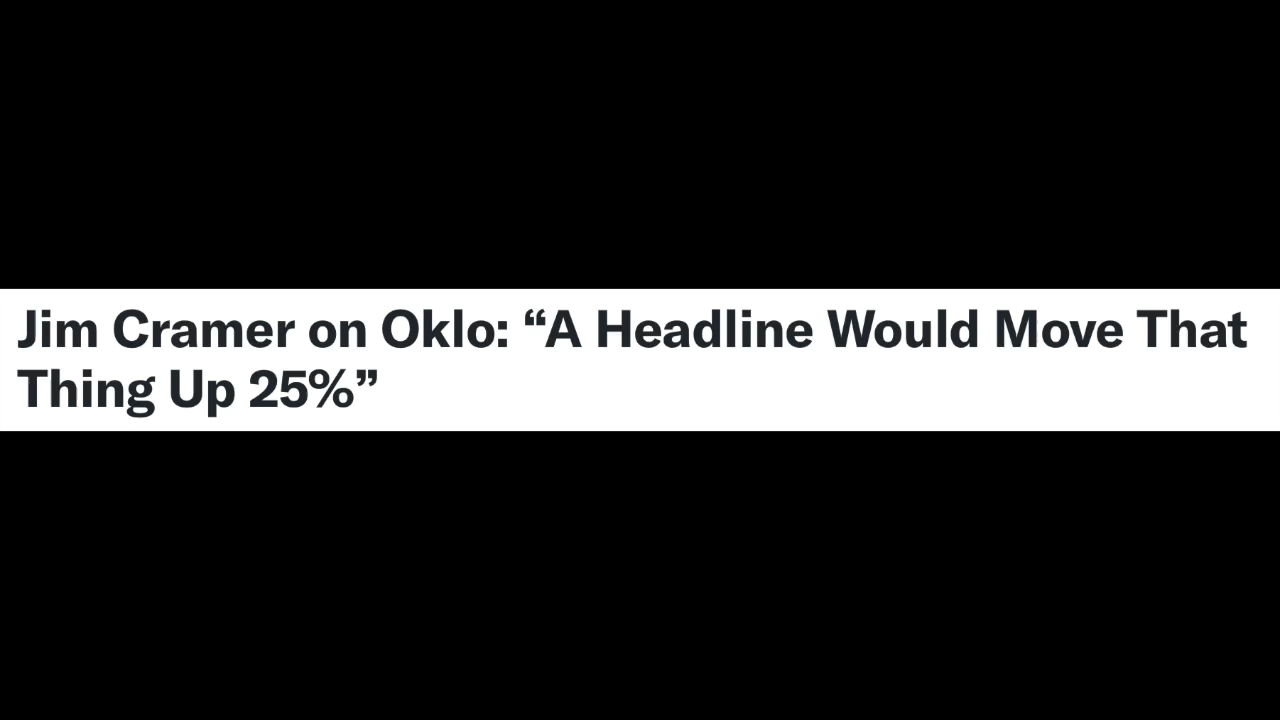 Jim Cramer on Oklo: “A Headline Would Move That
Thing Up 25%”